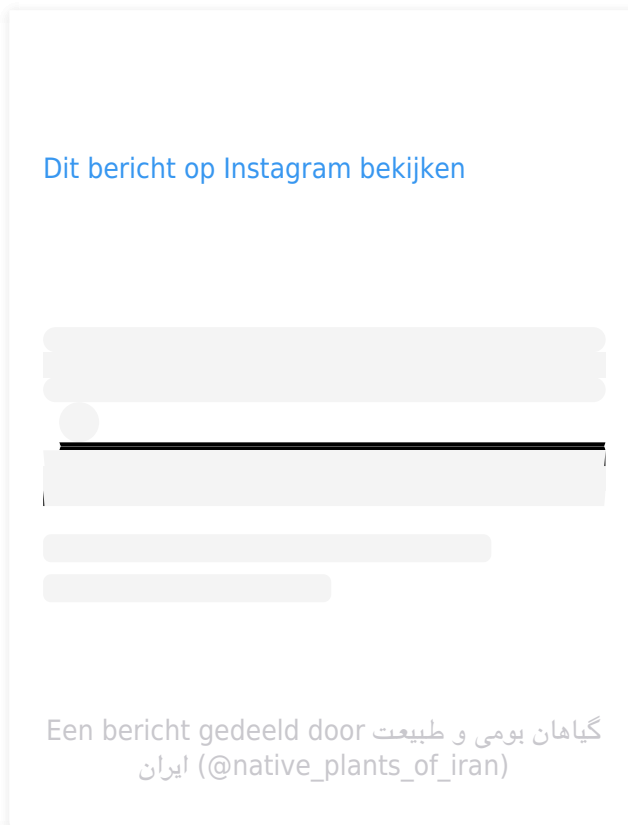 Dit bericht op Instagram bekijken
Een bericht gedeeld door گیاهان بومی و طبیعت
ایران (@native_plants_of_iran)